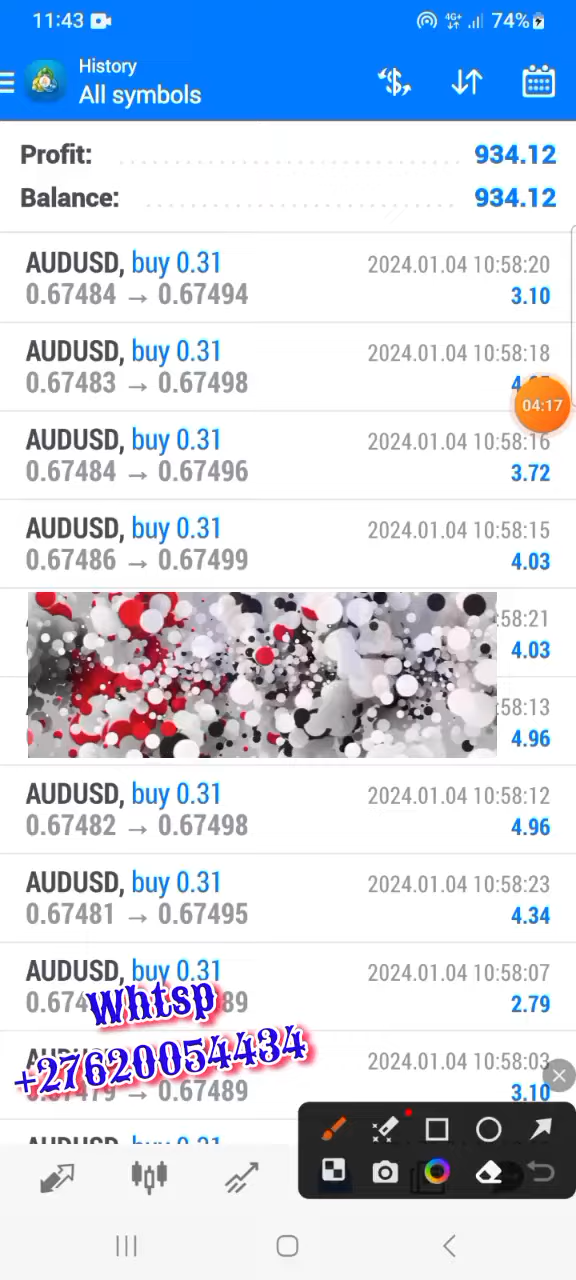 11:43
4G+ 74%
History
All symbols
Profit: 934.12
Balance: 934.12
AUDUSD, buy 0.31 2024.01.04 10:58:20
0.67484 → 0.67494 3.10
AUDUSD, buy 0.31 2024.01.04 10:58:18
0.67483 → 0.67498
04:17
AUDUSD, buy 0.31 2024.01.04 10:58:16
0.67484 → 0.67496 3.72
AUDUSD, buy 0.31 2024.01.04 10:58:15
0.67486 → 0.67499 4.03
:58:21
4.03
:58:13
4.96
AUDUSD, buy 0.31 2024.01.04 10:58:12
0.67482 → 0.67498 4.96
AUDUSD, buy 0.31 2024.01.04 10:58:23
0.67481 → 0.67495 4.34
AUDUSD, buy 0.31 2024.01.04 10:58:07
2.79
Whtsp
+27620054434
2024.01.04 10:58:03
0.67489 3.10